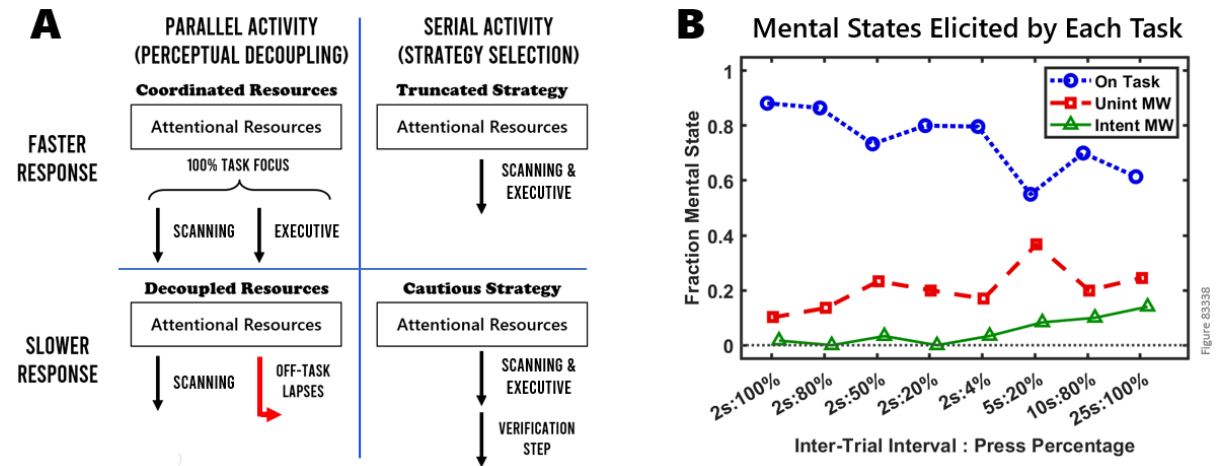 A
PARALLEL ACTIVITY
(PERCEPTUAL DECOUPLING)
SERIAL ACTIVITY
(STRATEGY SELECTION)
FASTER
RESPONSE
Coordinated Resources
Attentional Resources
100% TASK FOCUS
SCANNING
EXECUTIVE
Truncated Strategy
Attentional Resources
SCANNING &
EXECUTIVE
SLOWER
RESPONSE
Decoupled Resources
Attentional Resources
SCANNING
OFF-TASK
LAPSES
Cautious Strategy
Attentional Resources
SCANNING &
EXECUTIVE
VERIFICATION
STEP
B
Mental States Elicited by Each Task
Fraction Mental State
1
0.8
0.6
0.4
0.2
0
On Task
Unint MW
Intent MW
2s:100%
2s:80%
2s:50%
2s:20%
2s:4%
5s:20%
10s:80%
25s:100%
Inter-Trial Interval : Press Percentage
Figure 83338